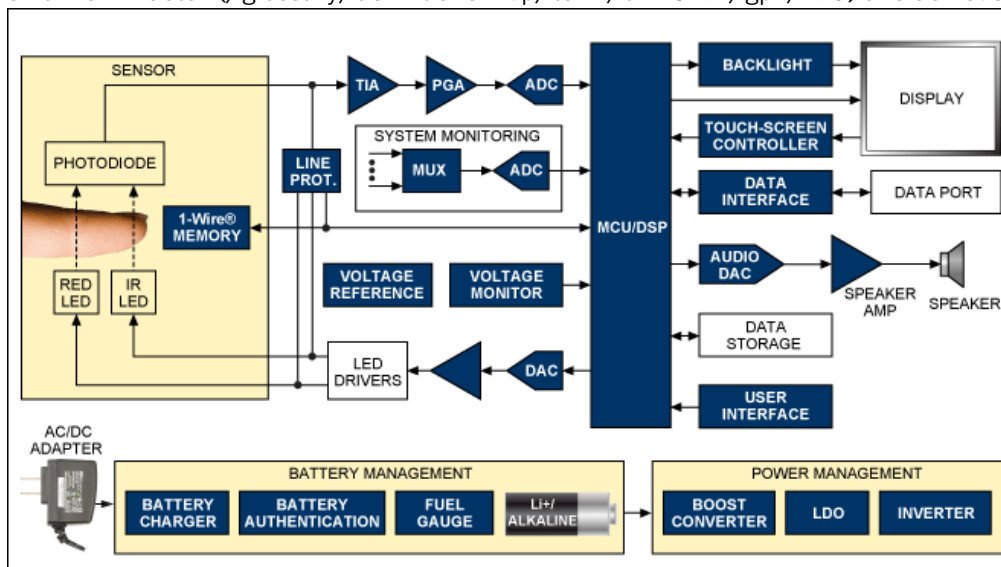 SENSOR
PHOTODIODE
1-Wire®
MEMORY
RED
LED
IR
LED
LINE
PROT.
TIA
PGA
ADC
SYSTEM MONITORING
MUX
ADC
VOLTAGE
REFERENCE
VOLTAGE
MONITOR
LED
DRIVERS
DAC
MCU/DSP
BACKLIGHT
DISPLAY
TOUCH-SCREEN
CONTROLLER
DATA
INTERFACE
DATA PORT
AUDIO
DAC
SPEAKER
AMP
SPEAKER
DATA
STORAGE
USER
INTERFACE
AC/DC
ADAPTER
BATTERY MANAGEMENT
BATTERY
CHARGER
BATTERY
AUTHENTICATION
FUEL
GAUGE
Li+/
ALKALINE
POWER MANAGEMENT
BOOST
CONVERTER
LDO
INVERTER